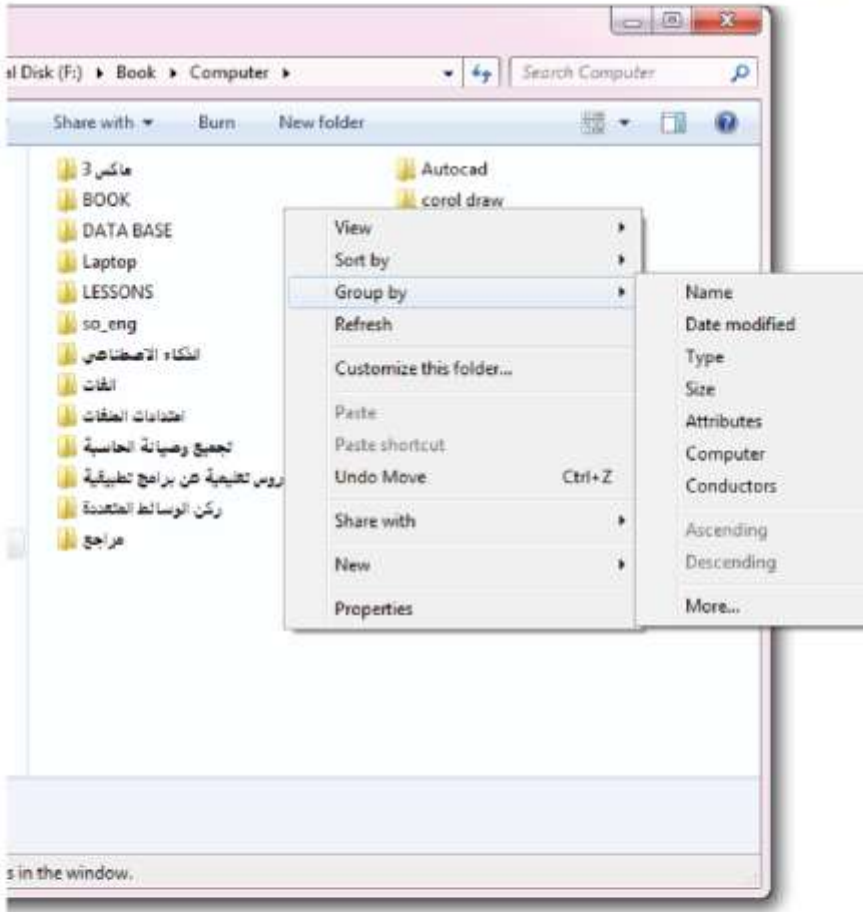 al Disk (F:) ▸ Book ▸ Computer ▸
Search Computer
Share with
Burn
New folder
ماكس 3
BOOK
DATA BASE
Laptop
LESSONS
so_eng
الذكاء الاصطناعي
امتدادات الملفات
تجميع وصيانة الحاسبة
روس تعليمية عن برامج تطبيقية
ركن الوسائط المتعددة
مراجع
Autocad
corol draw
View
Sort by
Group by
Refresh
Customize this folder...
Paste
Paste shortcut
Undo Move Ctrl+Z
Share with
New
Properties
Name
Date modified
Type
Size
Attributes
Computer
Conductors
Ascending
Descending
More...
s in the window.